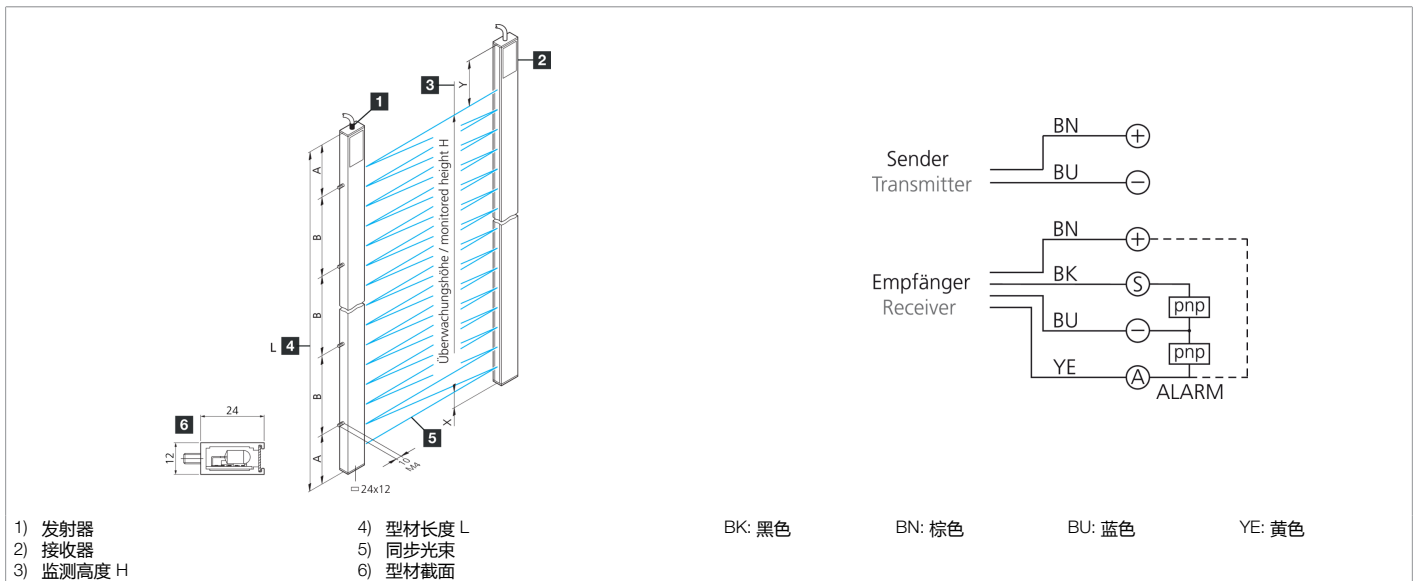 1
2
3
Y
A
B
B
B
A
Überwachungshöhe / monitored height H
L 4
X
5
10
M4
24x12
6
24
12
Sender
Transmitter
BN
+
BU
−
Empfänger
Receiver
BN
+
BK
S
pnp
BU
−
pnp
YE
A
ALARM
1) 发射器
2) 接收器
3) 监测高度 H
4) 型材长度 L
5) 同步光束
6) 型材截面
BK: 黑色 BN: 棕色 BU: 蓝色 YE: 黄色